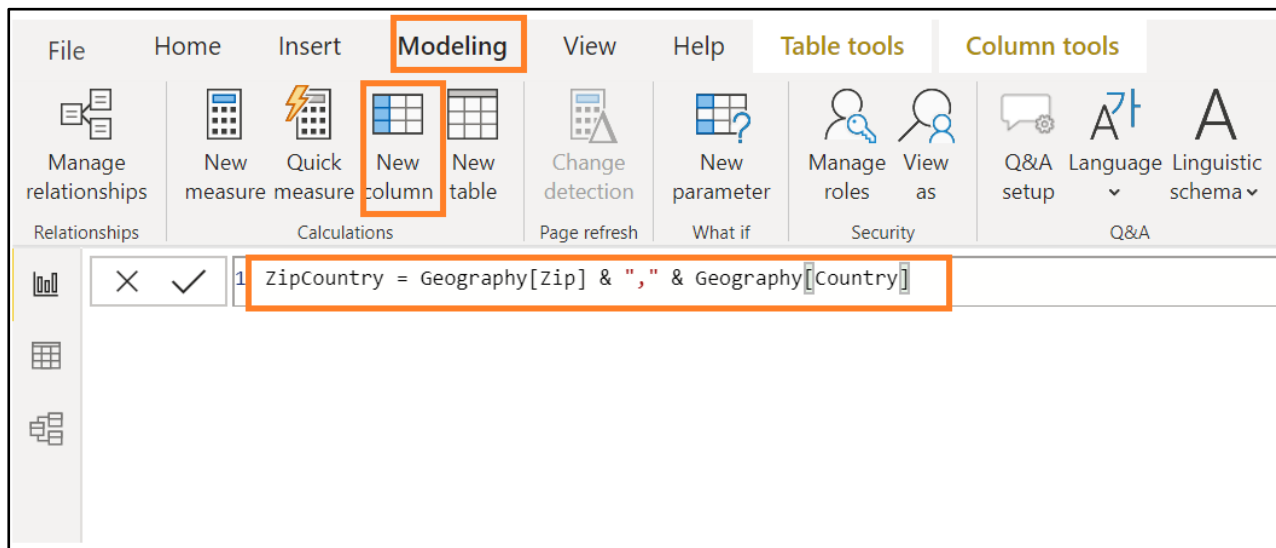 File Home Insert Modeling View Help Table tools Column tools
Manage relationships
New measure
Quick measure
New column
New table
Change detection
New parameter
Manage roles
View as
Q&A setup
Language
Linguistic schema
Relationships Calculations Page refresh What if Security Q&A
1 ZipCountry = Geography[Zip] & "," & Geography[Country]